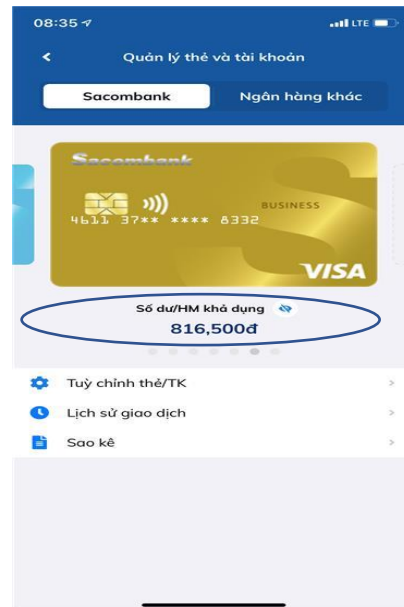 08:35
LTE
Quản lý thẻ và tài khoản
Sacombank
Ngân hàng khác
Sacombank
BUSINESS
4611 37** **** 8332
VISA
Số dư/HM khả dụng
816,500đ
Tuỳ chỉnh thẻ/TK
Lịch sử giao dịch
Sao kê